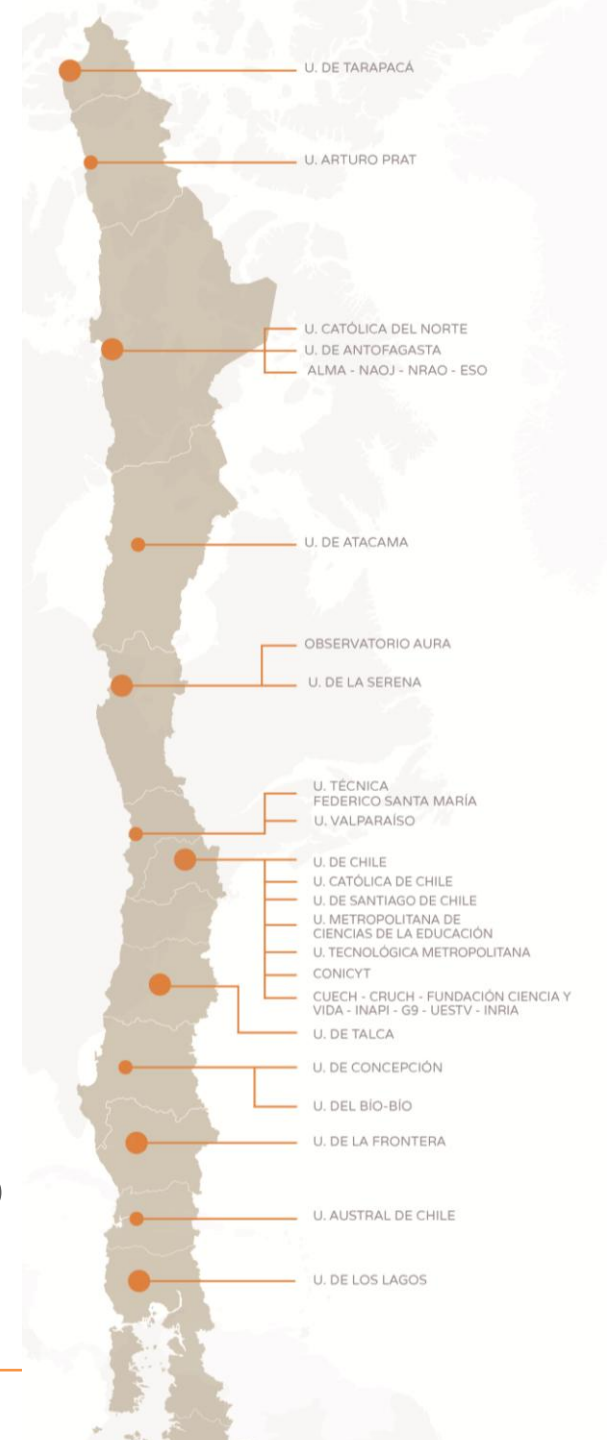 U. DE TARAPACÁ
U. ARTURO PRAT
U. CATÓLICA DEL NORTE
U. DE ANTOFAGASTA
ALMA - NAOJ - NRAO - ESO
U. DE ATACAMA
OBSERVATORIO AURA
U. DE LA SERENA
U. TÉCNICA
FEDERICO SANTA MARÍA
U. VALPARAÍSO
U. DE CHILE
U. CATÓLICA DE CHILE
U. DE SANTIAGO DE CHILE
U. METROPOLITANA DE
CIENCIAS DE LA EDUCACIÓN
U. TECNOLÓGICA METROPOLITANA
CONICYT
CUECH - CRUCH - FUNDACIÓN CIENCIA Y
VIDA - INAPI - G9 - UESTV - INRIA
U. DE TALCA
U. DE CONCEPCIÓN
U. DEL BÍO-BÍO
U. DE LA FRONTERA
)
U. AUSTRAL DE CHILE
U. DE LOS LAGOS